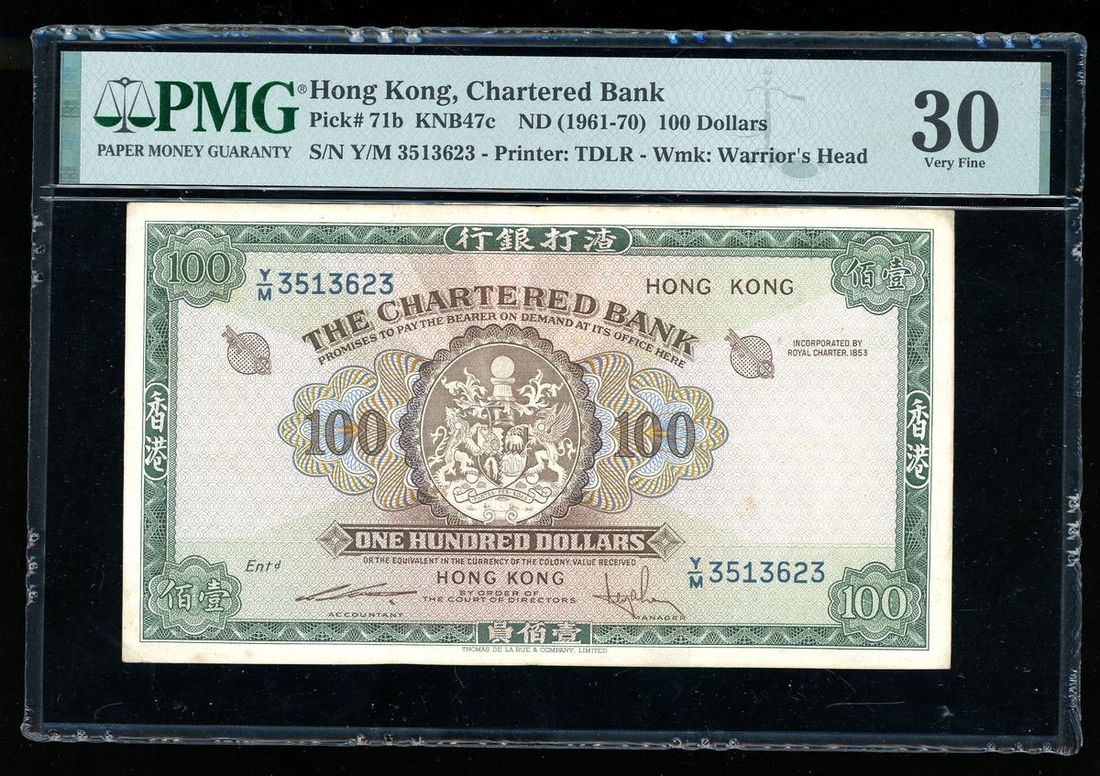 PMG® Hong Kong, Chartered Bank
Pick# 71b KNB47c ND (1961-70) 100 Dollars
PAPER MONEY GUARANTY
S/N Y/M 3513623 - Printer: TDLR - Wmk: Warrior's Head
30
Very Fine
行銀打渣
100
Y/M 3513623
HONG KONG
佰壹
THE CHARTERED BANK
PROMISES TO PAY THE BEARER ON DEMAND AT ITS OFFICE HERE
INCORPORATED BY
ROYAL CHARTER, 1853
香港
100
100
香港
ONE HUNDRED DOLLARS
OR THE EQUIVALENT IN THE CURRENCY OF THE COLONY, VALUE RECEIVED
Entd
HONG KONG
Y/M 3513623
BY ORDER OF
THE COURT OF DIRECTORS
佰壹
ACCOUNTANT
MANAGER
100
員佰壹
THOMAS DE LA RUE & COMPANY, LIMITED.